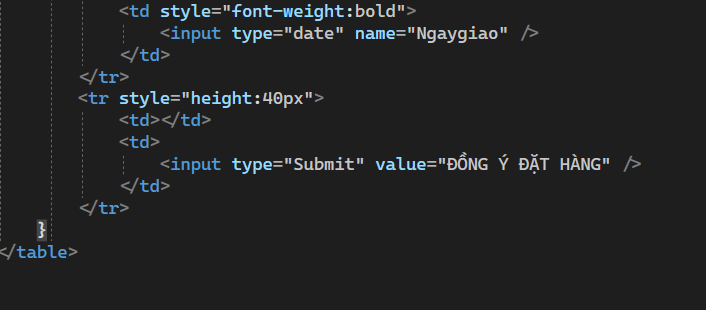 <td style="font-weight:bold">
<input type="date" name="Ngaygiao" />
</td>
</tr>
<tr style="height:40px">
<td></td>
<td>
<input type="Submit" value="ĐỒNG Ý ĐẶT HÀNG" />
</td>
</tr>
}
</table>